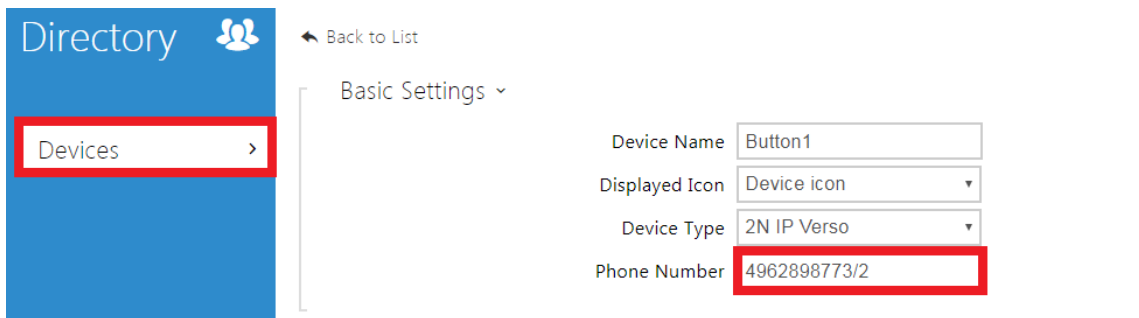 Directory
Back to List
Basic Settings
Devices
Device Name Button1
Displayed Icon Device icon
Device Type 2N IP Verso
Phone Number 4962898773/2